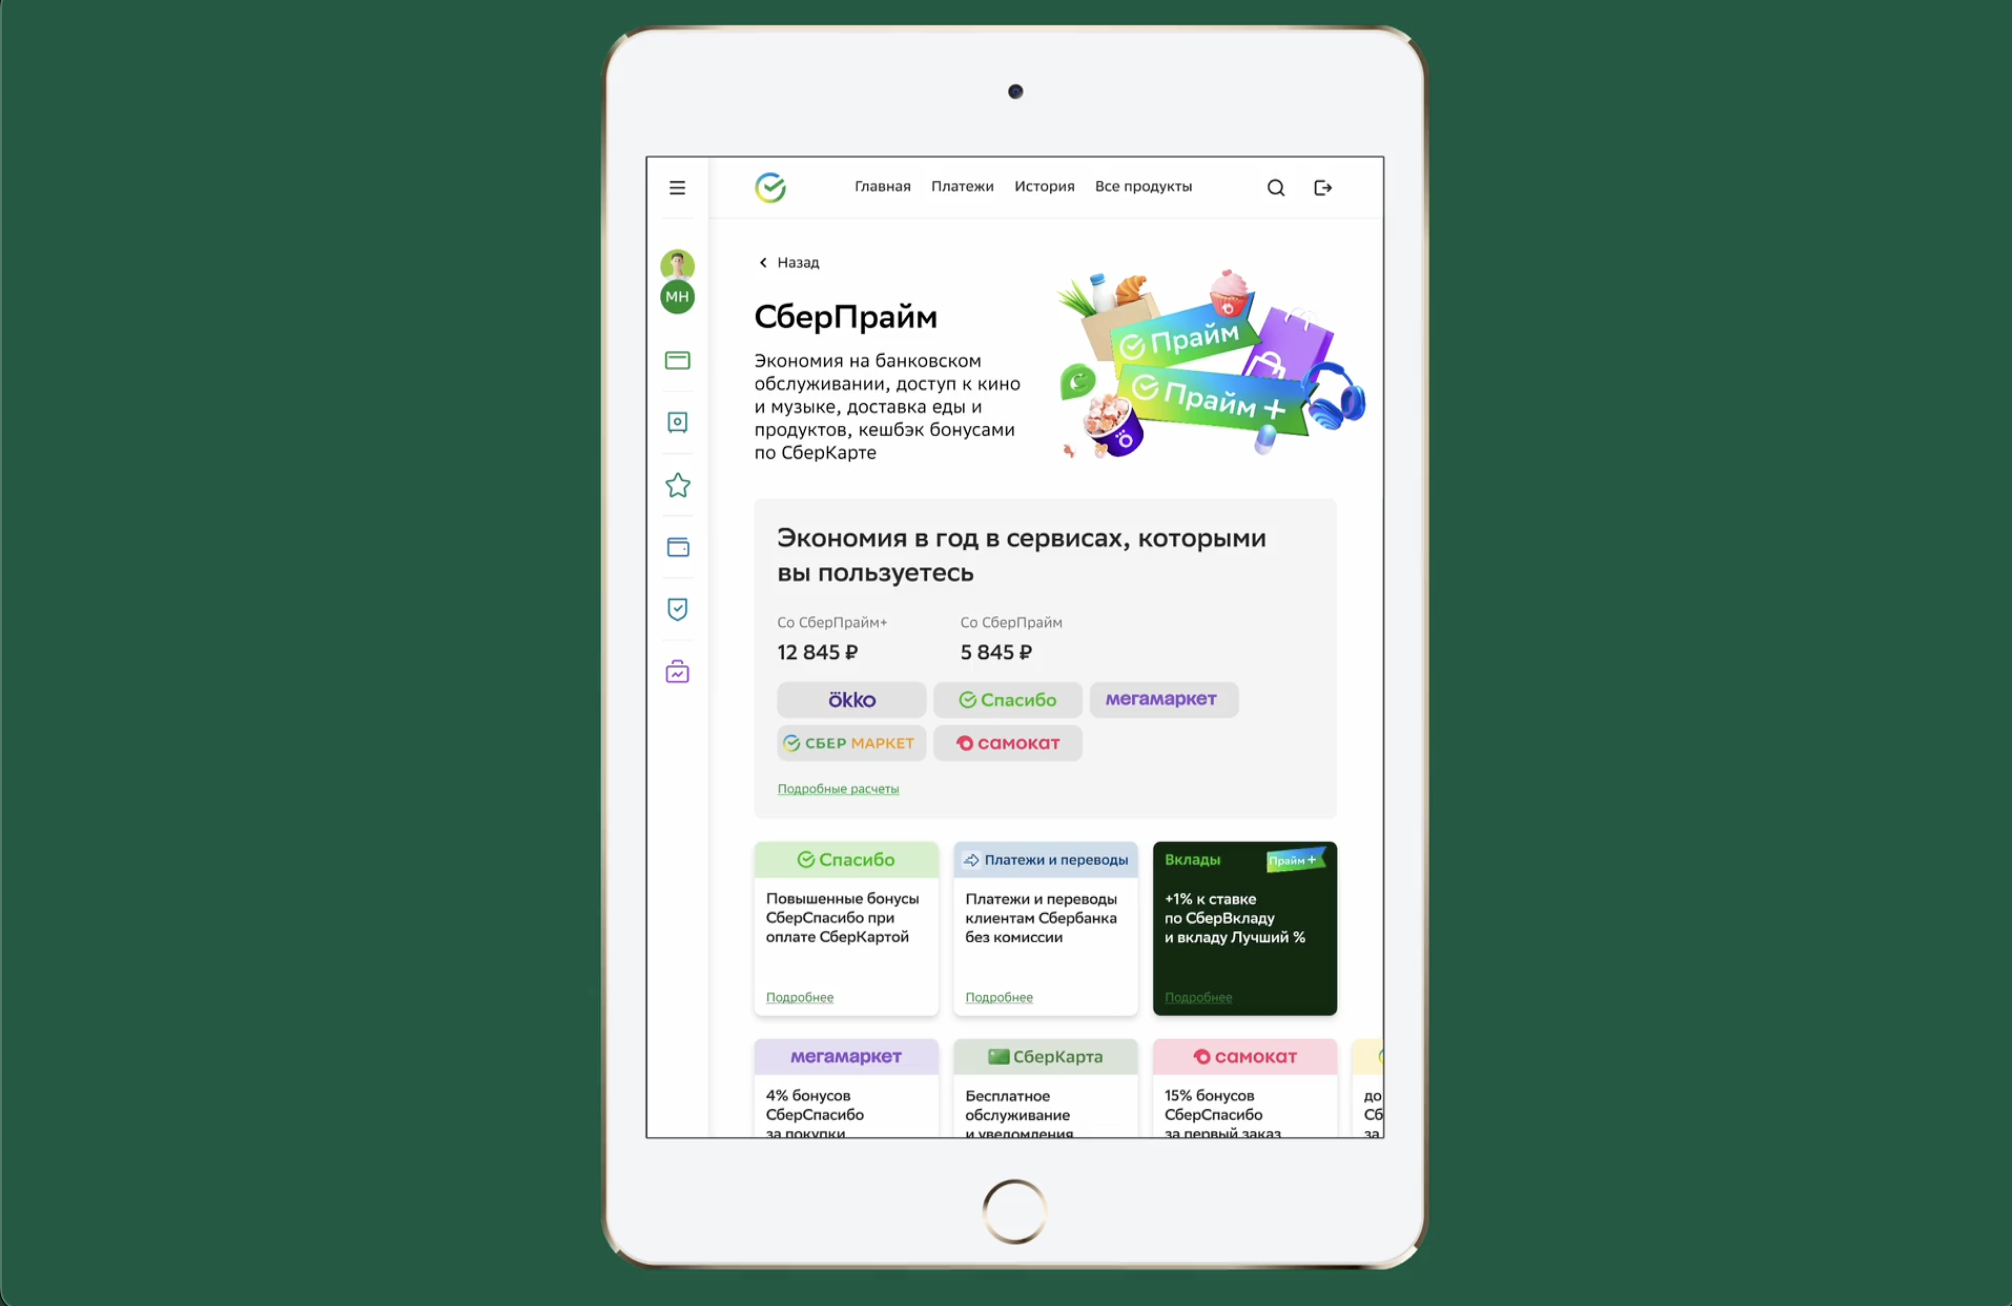 Главная Платежи История Все продукты
МН
Назад
СберПрайм
Экономия на банковском
обслуживании, доступ к кино
и музыке, доставка еды и
продуктов, кешбэк бонусами
по СберКарте
Прайм
Прайм +
Экономия в год в сервисах, которыми
вы пользуетесь
Со СберПрайм+ Со СберПрайм
12 845 ₽ 5 845 ₽
ökko Спасибо мегамаркет
СБЕР МАРКЕТ самокат
Подробные расчеты
Спасибо
Повышенные бонусы
СберСпасибо при
оплате СберКартой
Подробнее
Платежи и переводы
Платежи и переводы
клиентам Сбербанка
без комиссии
Подробнее
Вклады Прайм +
+1% к ставке
по СберВкладу
и вкладу Лучший %
Подробнее
мегамаркет
4% бонусов
СберСпасибо
за покупки
СберКарта
Бесплатное
обслуживание
и уведомления
самокат
15% бонусов
СберСпасибо
за первый заказ
до
Сб
за